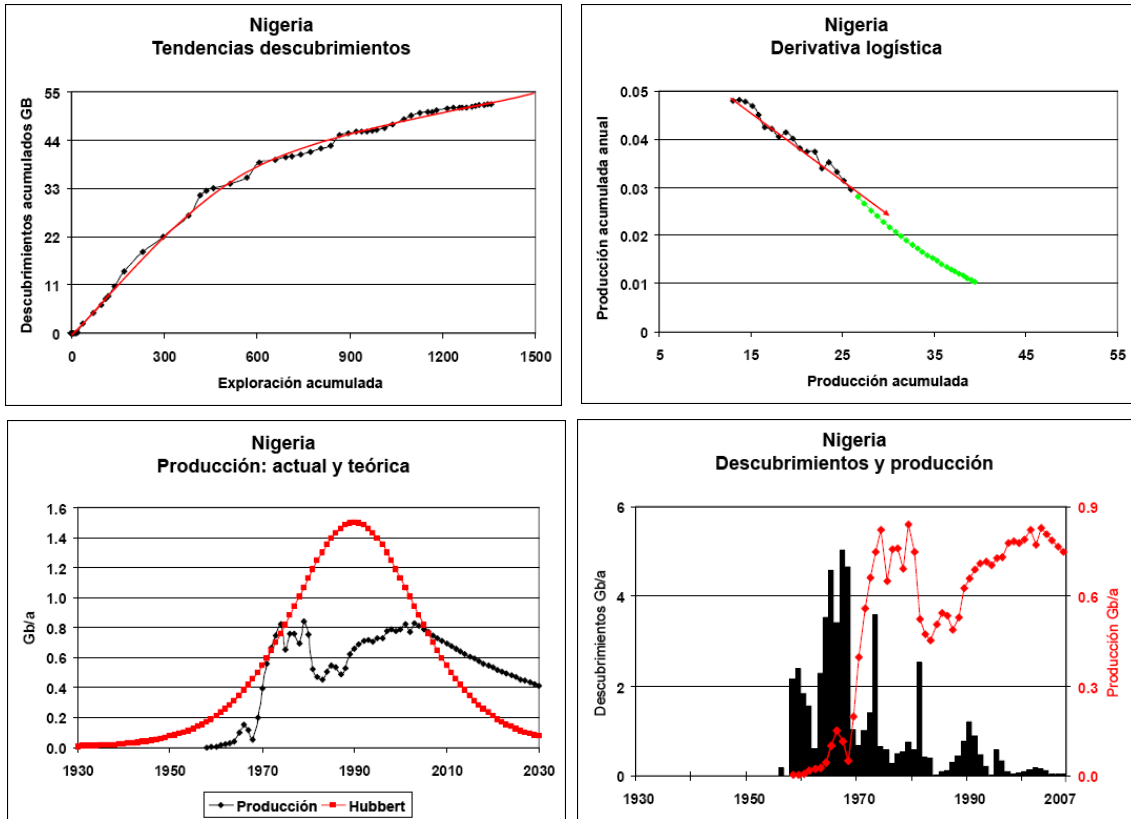 Nigeria
Tendencias descubrimientos
Descubrimientos acumulados GB
55
44
33
22
11
0
0 300 600 900 1200 1500
Exploración acumulada
Nigeria
Derivativa logística
Producción acumulada anual
0.05
0.04
0.03
0.02
0.01
0
5 15 25 35 45 55
Producción acumulada
Nigeria
Producción: actual y teórica
Gb/a
1.6
1.4
1.2
1.0
0.8
0.6
0.4
0.2
0.0
1930 1950 1970 1990 2010 2030
Producción Hubbert
Nigeria
Descubrimientos y producción
Descubrimientos Gb/a
6
4
2
0
0.9
0.6
0.3
0.0
Producción Gb/a
1930 1950 1970 1990 2007